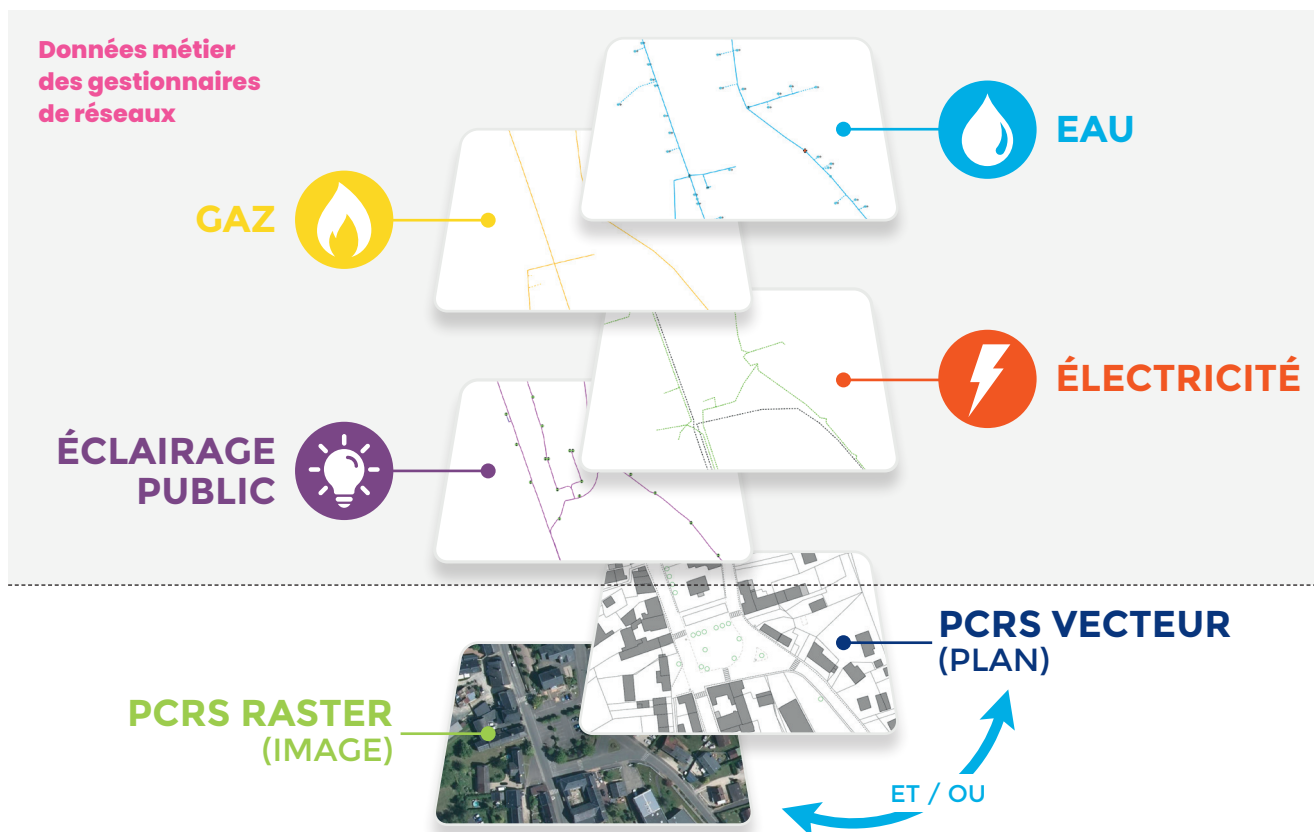 Données métier
des gestionnaires
de réseaux
EAU
GAZ
ÉLECTRICITÉ
ÉCLAIRAGE
PUBLIC
PCRS VECTEUR
(PLAN)
PCRS RASTER
(IMAGE)
ET / OU